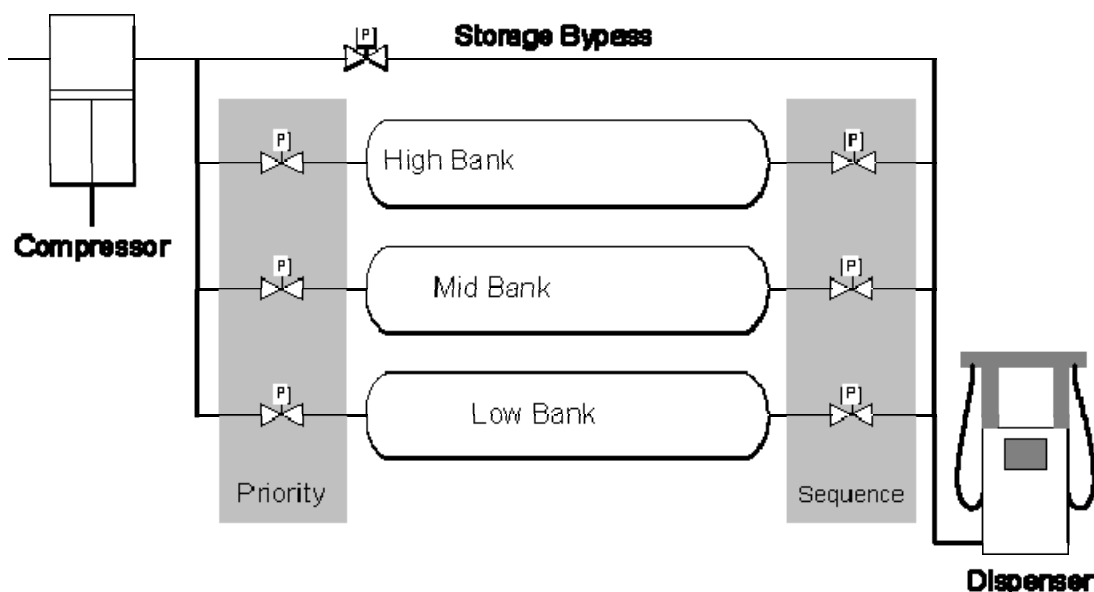 [P]
Storage Bypass
[P]
High Bank
[P]
Compressor
[P]
Mid Bank
[P]
[P]
Low Bank
[P]
Priority
Sequence
Dispenser